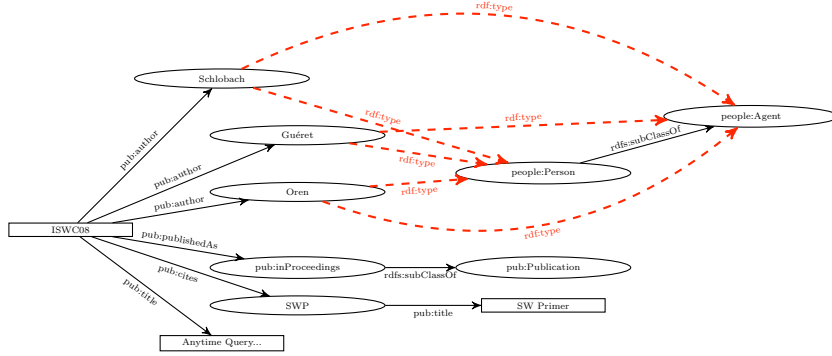 rdf:type
Schlobach
rdf:type
people:Agent
rdf:type
pub:author
Guéret
rdfs:subClassOf
rdf:type
pub:author
people:Person
Oren
rdf:type
pub:author
ISWC08
rdf:type
pub:publishedAs
pub:inProceedings
rdfs:subClassOf
pub:Publication
pub:cites
pub:title
SWP
pub:title
SW Primer
Anytime Query...